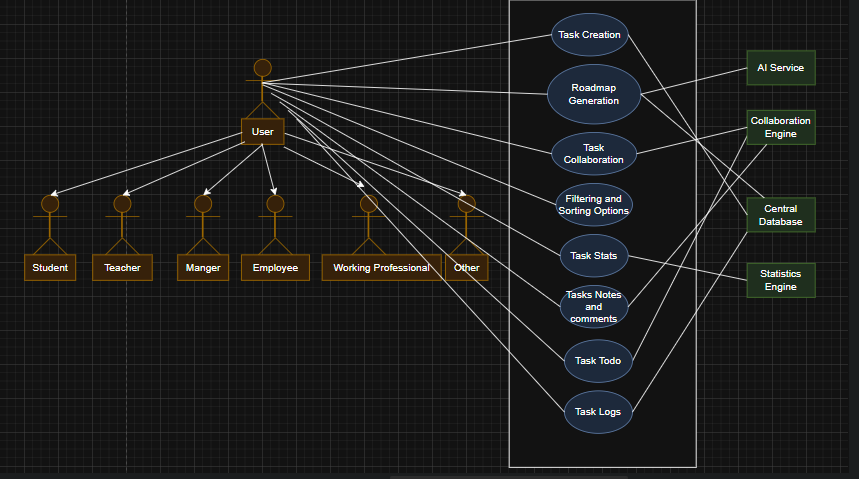 Task Creation
AI Service
Roadmap
Generation
Collaboration
Engine
User
Task
Collaboration
Filtering and
Sorting Options
Central
Database
Task Stats
Student
Teacher
Manger
Employee
Working Professional
Other
Statistics
Engine
Tasks Notes
and
comments
Task Todo
Task Logs